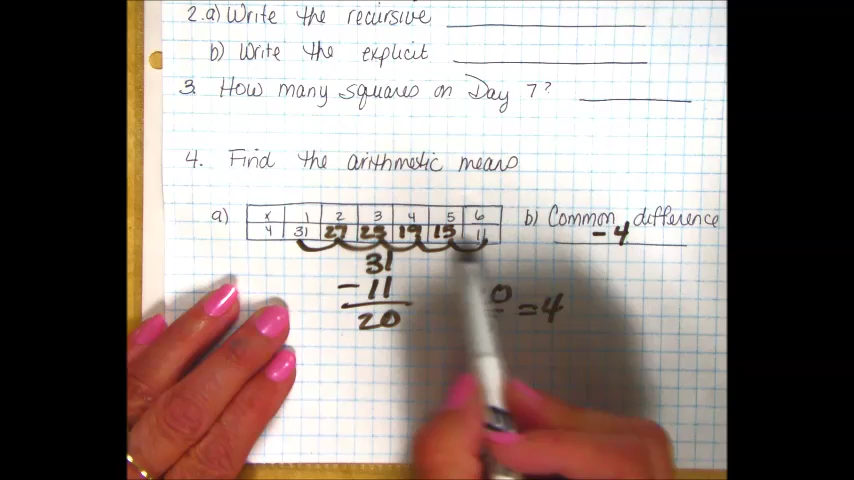 2. a) Write the recursive
b) Write the explicit
3. How many squares on Day 7?
4. Find the arithmetic means
a) x 1 2 3 4 5 6
b) Common difference
y 31 27 23 19 15 11
- 4
31
- 11
20
0 = 4